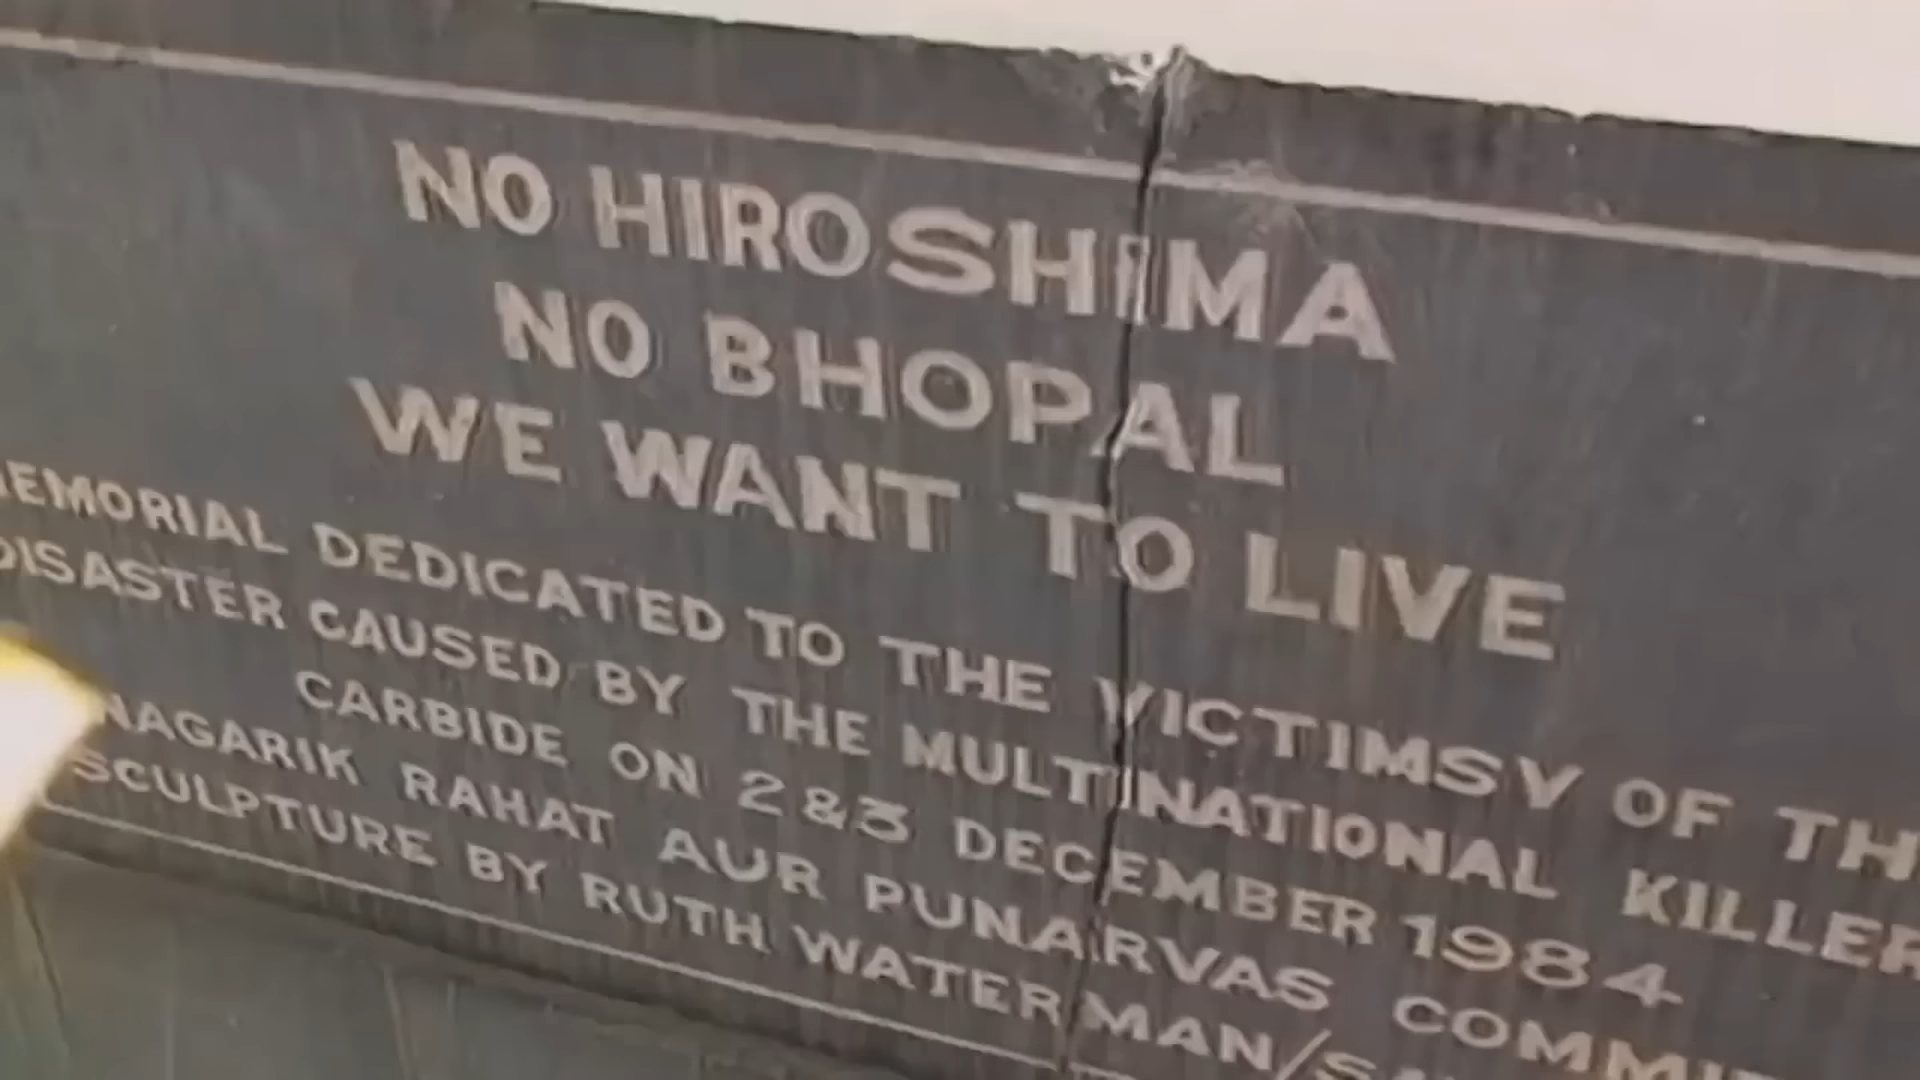 NO HIROSHIMA
NO BHOPAL
WE WANT TO LIVE
EMORIAL DEDICATED TO THE VICTIMSY OF TH
DISASTER CAUSED BY THE MULTINATIONAL KILLER
CARBIDE ON 2&3 DECEMBER 1984
NAGARIK RAHAT AUR PUNARVAS COMMI
SCULPTURE BY RUTH WATERMAN/S